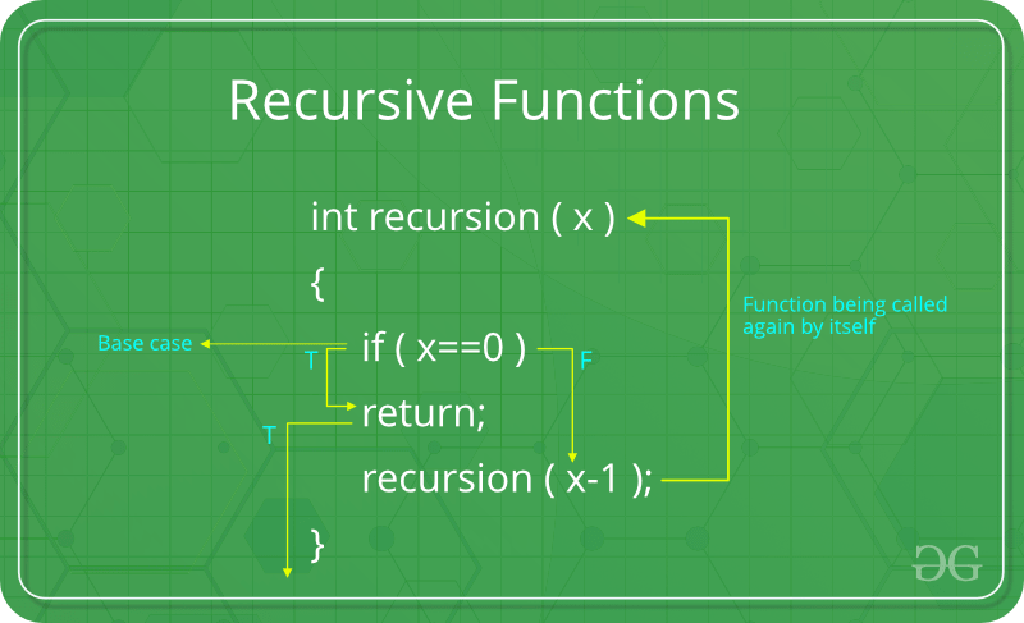 Recursive Functions
int recursion ( x )
{
Function being called
again by itself
Base case
T
if ( x==0 )
F
return;
T
recursion ( x-1 );
}
GG